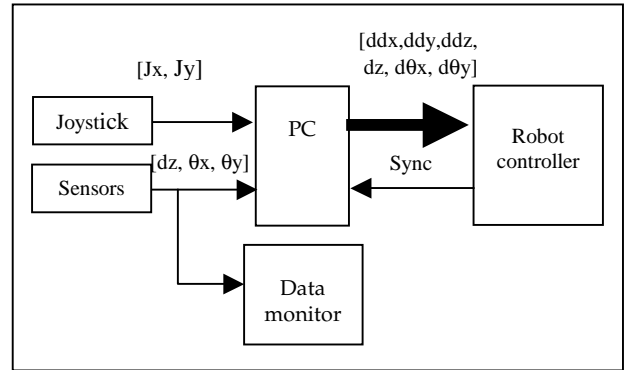 [ddx,ddy,ddz,
dz, dθx, dθy]
[Jx, Jy]
Joystick
PC
Robot
controller
[dz, θx, θy]
Sync
Sensors
Data
monitor